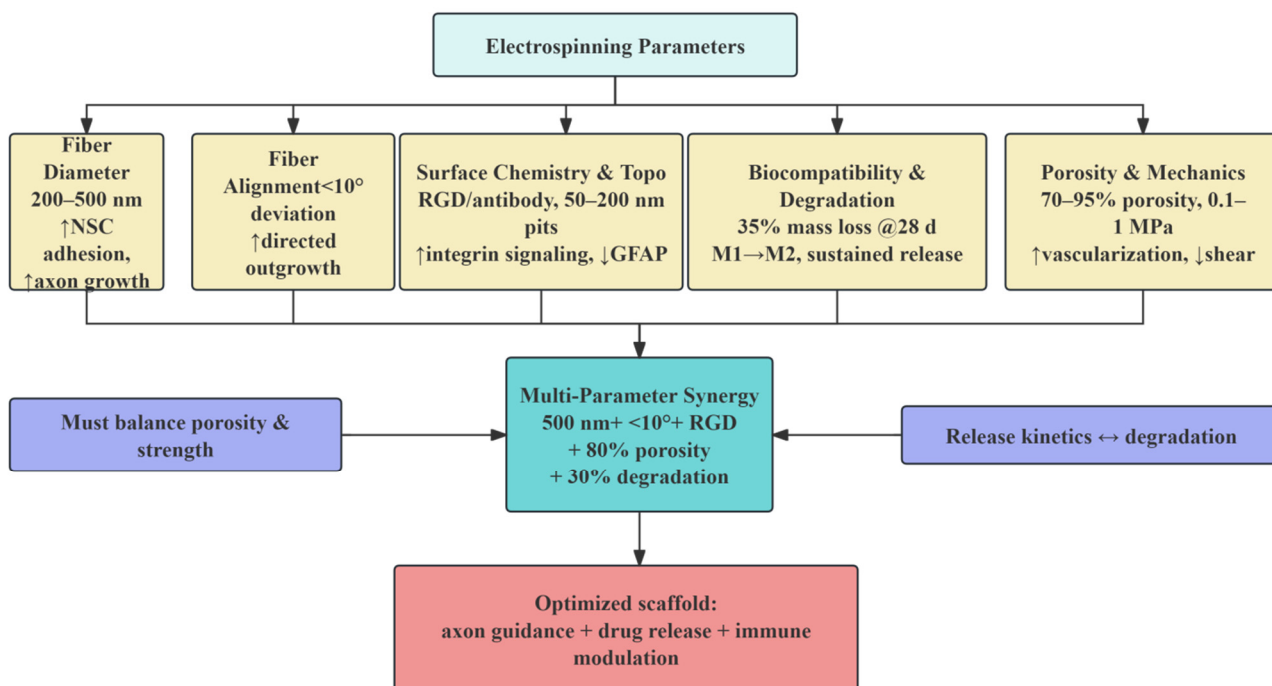 Electrospinning Parameters
Fiber
Diameter
200–500 nm
↑NSC
adhesion,
↑axon growth
Fiber
Alignment<10°
deviation
↑directed
outgrowth
Surface Chemistry & Topo
RGD/antibody, 50–200 nm
pits
↑integrin signaling, ↓GFAP
Biocompatibility &
Degradation
35% mass loss @28 d
M1→M2, sustained release
Porosity & Mechanics
70–95% porosity, 0.1–
1 MPa
↑vascularization, ↓shear
Must balance porosity &
strength
Multi-Parameter Synergy
500 nm+ <10°+ RGD
+ 80% porosity
+ 30% degradation
Release kinetics ↔ degradation
Optimized scaffold:
axon guidance + drug release + immune
modulation